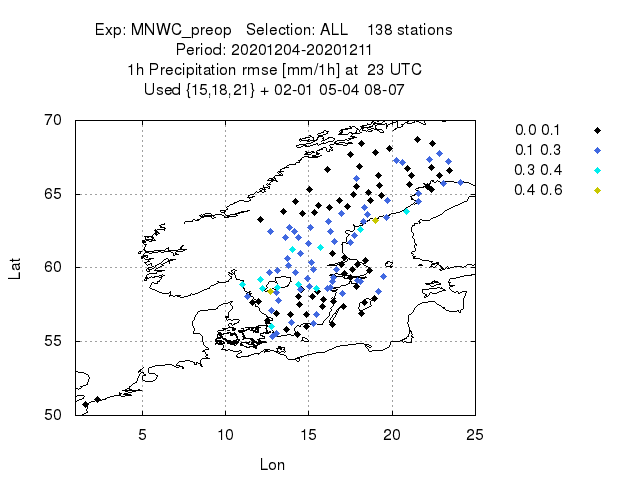 Exp: MNWC_preop   Selection: ALL    138 stations
Period: 20201204-20201211
1h Precipitation rmse [mm/1h] at  23 UTC
Used {15,18,21} + 02-01 05-04 08-07
70
65
60
55
50
Lat
5 10 15 20 25
Lon
0.0 0.1
0.1 0.3
0.3 0.4
0.4 0.6